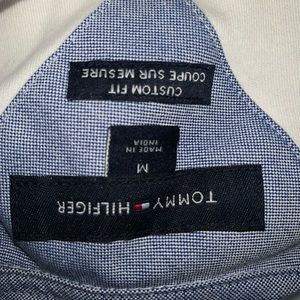 TOMMY HILFIGER
M
MADE IN
INDIA
CUSTOM FIT
COUPE SUR MESURE